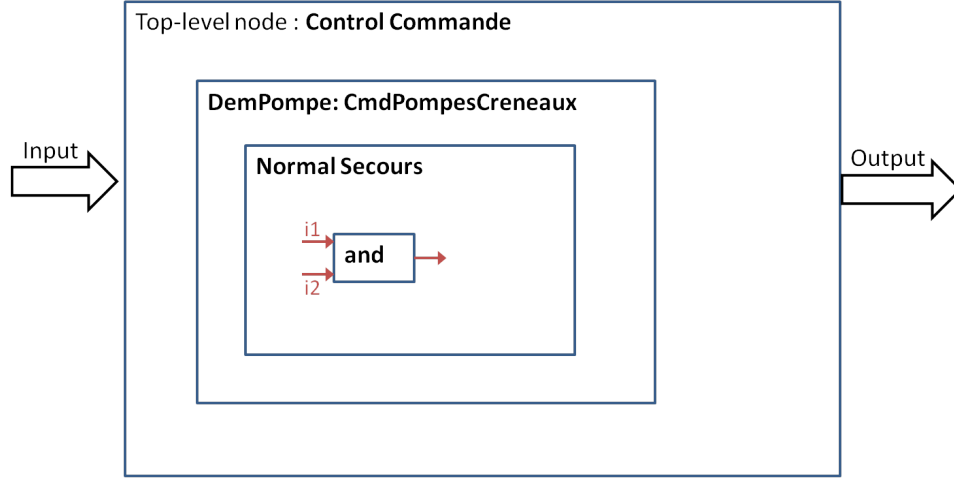 Top-level node : Control Commande
DemPompe: CmdPompesCreneaux
Input
Normal Secours
Output
i1
and
i2